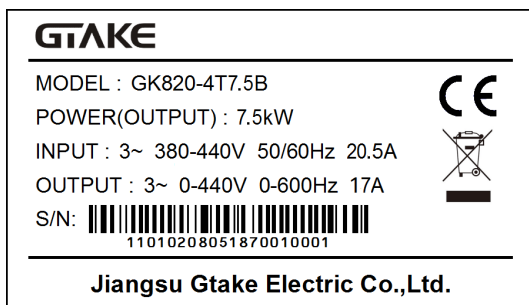 GTAKE
MODEL : GK820-4T7.5B
POWER(OUTPUT) : 7.5kW
INPUT : 3~ 380-440V 50/60Hz 20.5A
OUTPUT : 3~ 0-440V 0-600Hz 17A
S/N:
11010208051870010001
CE
Jiangsu Gtake Electric Co.,Ltd.